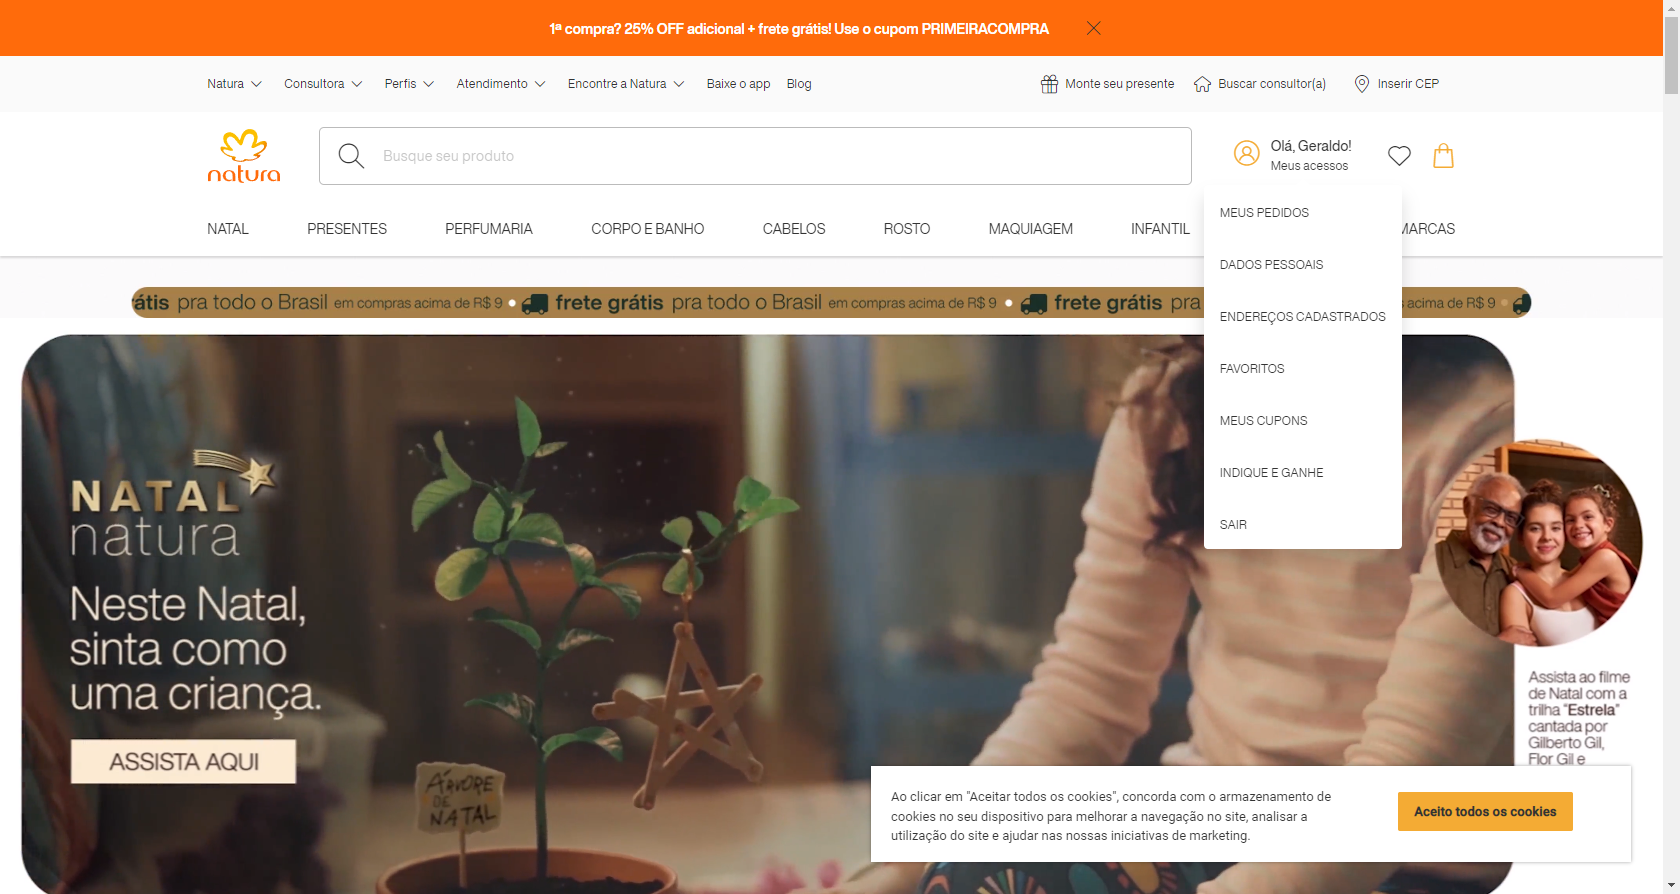 1ª compra? 25% OFF adicional + frete grátis! Use o cupom PRIMEIRACOMPRA
Natura Consultora Perfis Atendimento Encontre a Natura Baixe o app Blog Monte seu presente Buscar consultor(a) Inserir CEP
natura
Busque seu produto
Olá, Geraldo!
Meus acessos
NATAL PRESENTES PERFUMARIA CORPO E BANHO CABELOS ROSTO MAQUIAGEM INFANTIL MARCAS
MEUS PEDIDOS
DADOS PESSOAIS
ENDEREÇOS CADASTRADOS
FAVORITOS
MEUS CUPONS
INDIQUE E GANHE
SAIR
átis pra todo o Brasil em compras acima de R$ 9 frete grátis pra todo o Brasil em compras acima de R$ 9 frete grátis pra acima de R$ 9
NATAL
natura
Neste Natal,
sinta como
uma criança.
ASSISTA AQUI
ÁVORE
DE
NATAL
Assista ao filme
de Natal com a
trilha “Estrela”
cantada por
Gilberto Gil,
Flor Gil e
Ao clicar em "Aceitar todos os cookies", concorda com o armazenamento de
cookies no seu dispositivo para melhorar a navegação no site, analisar a
utilização do site e ajudar nas nossas iniciativas de marketing.
Aceito todos os cookies